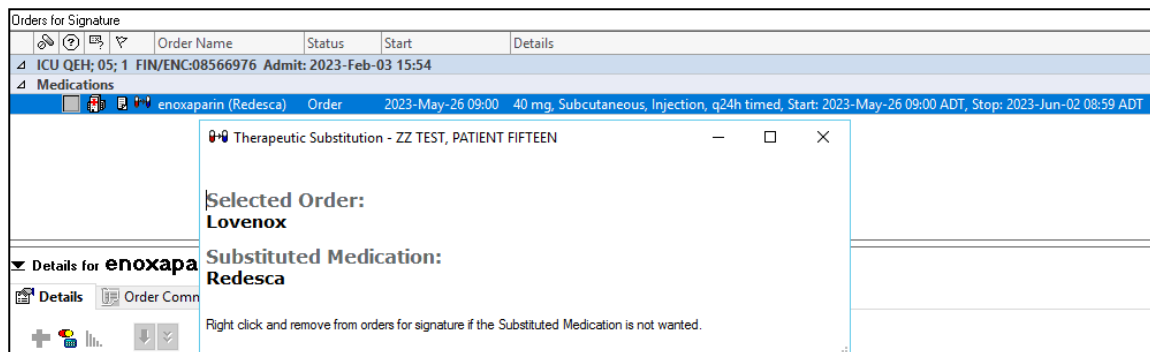 Orders for Signature
Order Name Status Start Details
ICU QEH; 05; 1 FIN/ENC:08566976 Admit: 2023-Feb-03 15:54
Medications
enoxaparin (Redesca) Order 2023-May-26 09:00 40 mg, Subcutaneous, Injection, q24h timed, Start: 2023-May-26 09:00 ADT, Stop: 2023-Jun-02 08:59 ADT
Therapeutic Substitution - ZZ TEST, PATIENT FIFTEEN
Selected Order:
Lovenox
Substituted Medication:
Redesca
Right click and remove from orders for signature if the Substituted Medication is not wanted.
Details for enoxapa
Details Order Comm